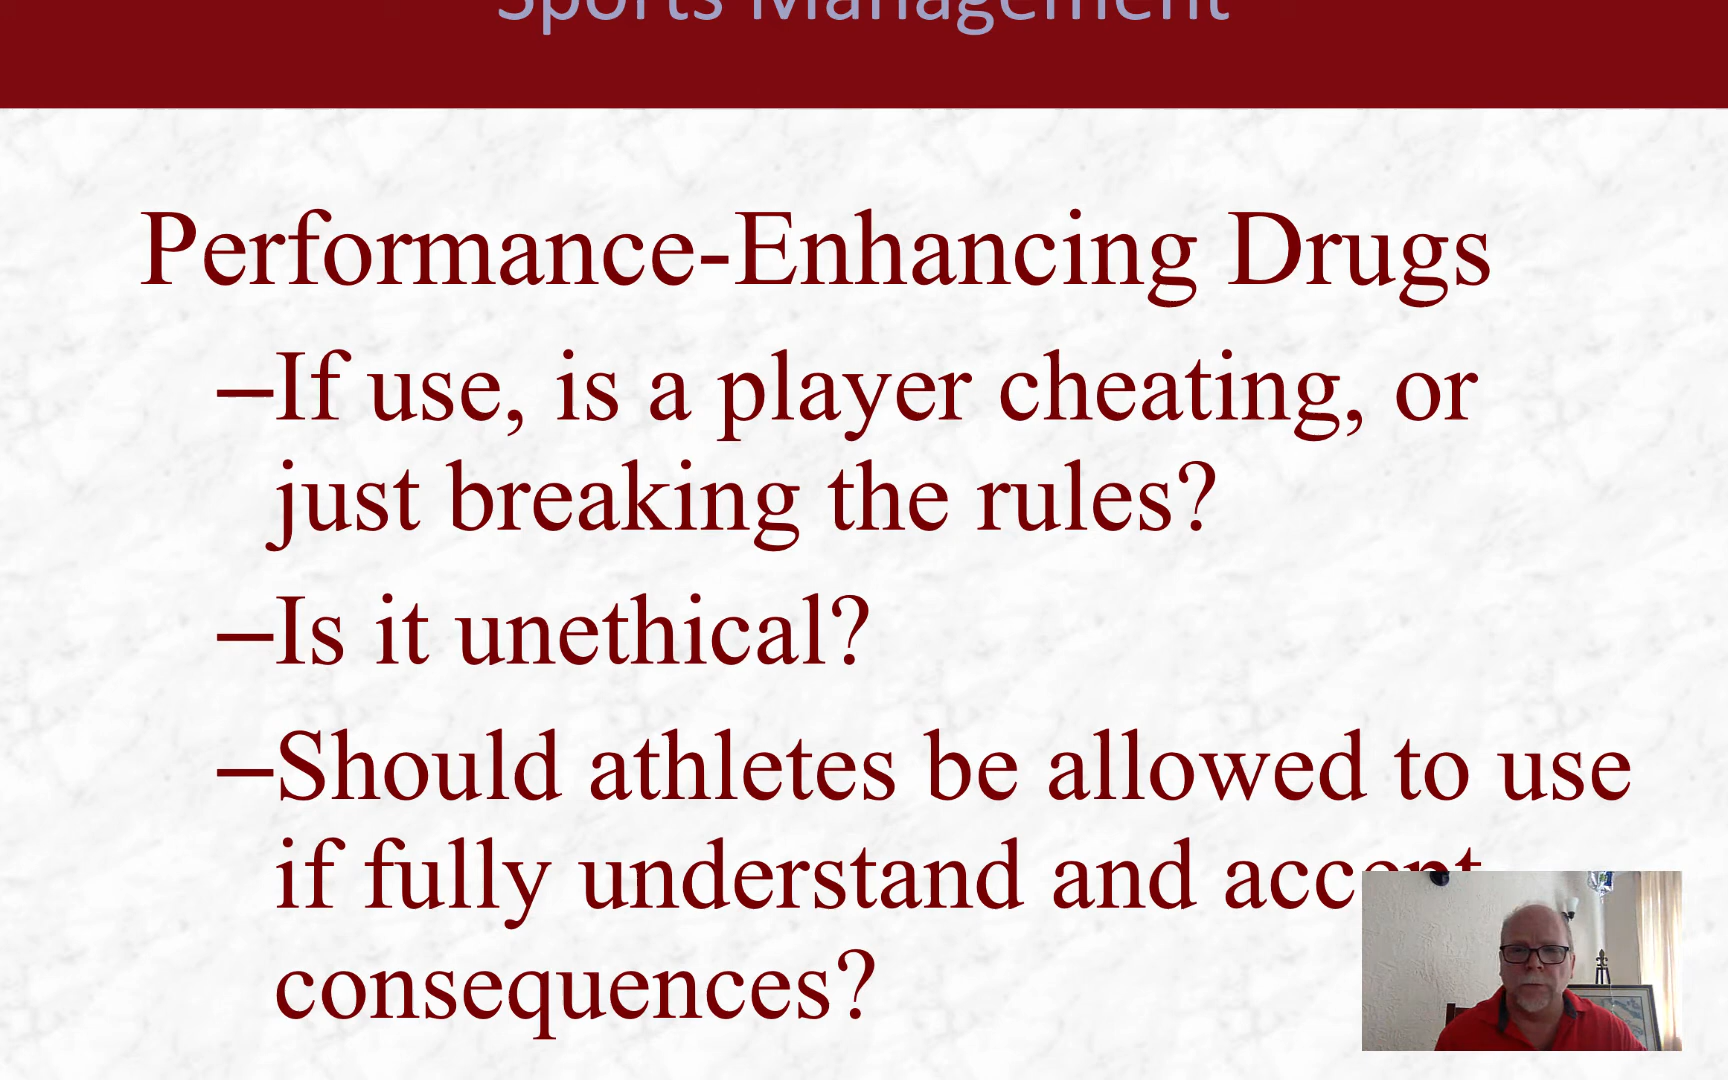 Sports Management
Performance-Enhancing Drugs
–If use, is a player cheating, or
just breaking the rules?
–Is it unethical?
–Should athletes be allowed to use
if fully understand and accept
consequences?